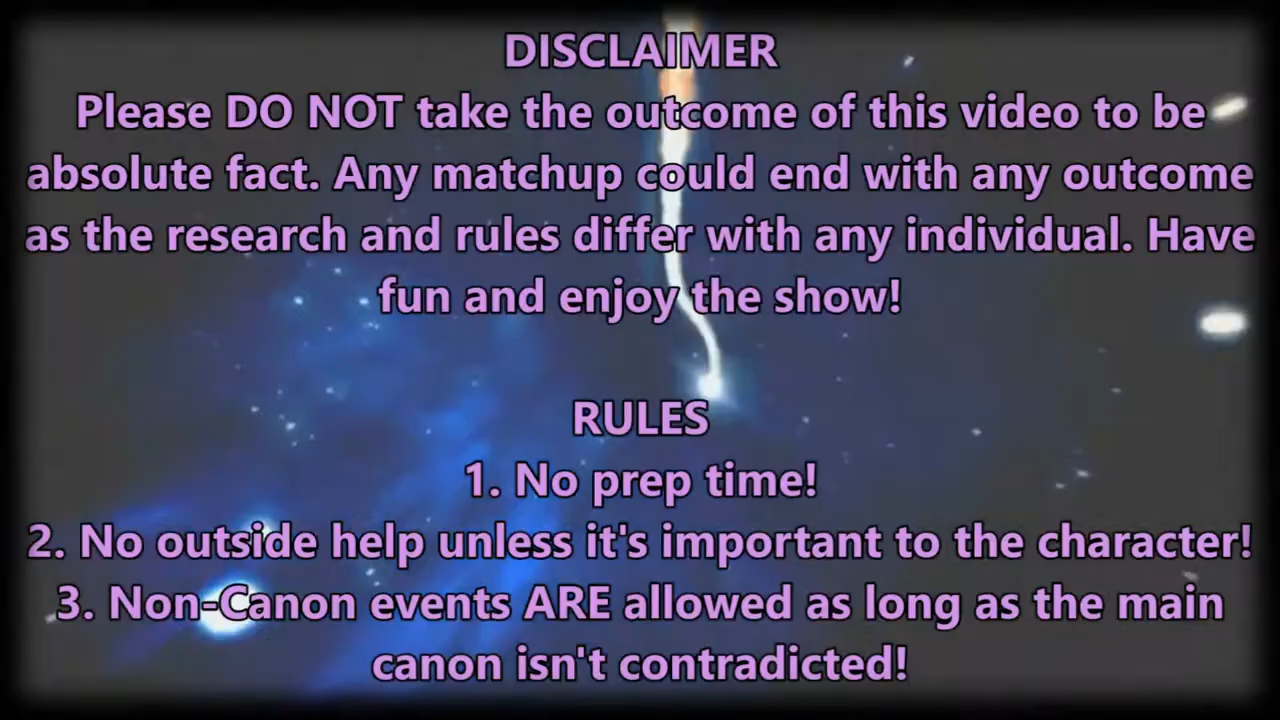 DISCLAIMER
Please DO NOT take the outcome of this video to be
absolute fact. Any matchup could end with any outcome
as the research and rules differ with any individual. Have
fun and enjoy the show!
RULES
1. No prep time!
2. No outside help unless it's important to the character!
3. Non-Canon events ARE allowed as long as the main
canon isn't contradicted!